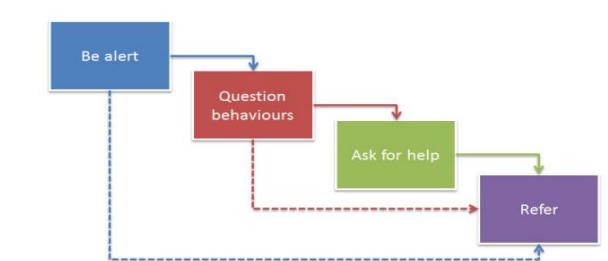 Be alert
Question
behaviours
Ask for help
Refer